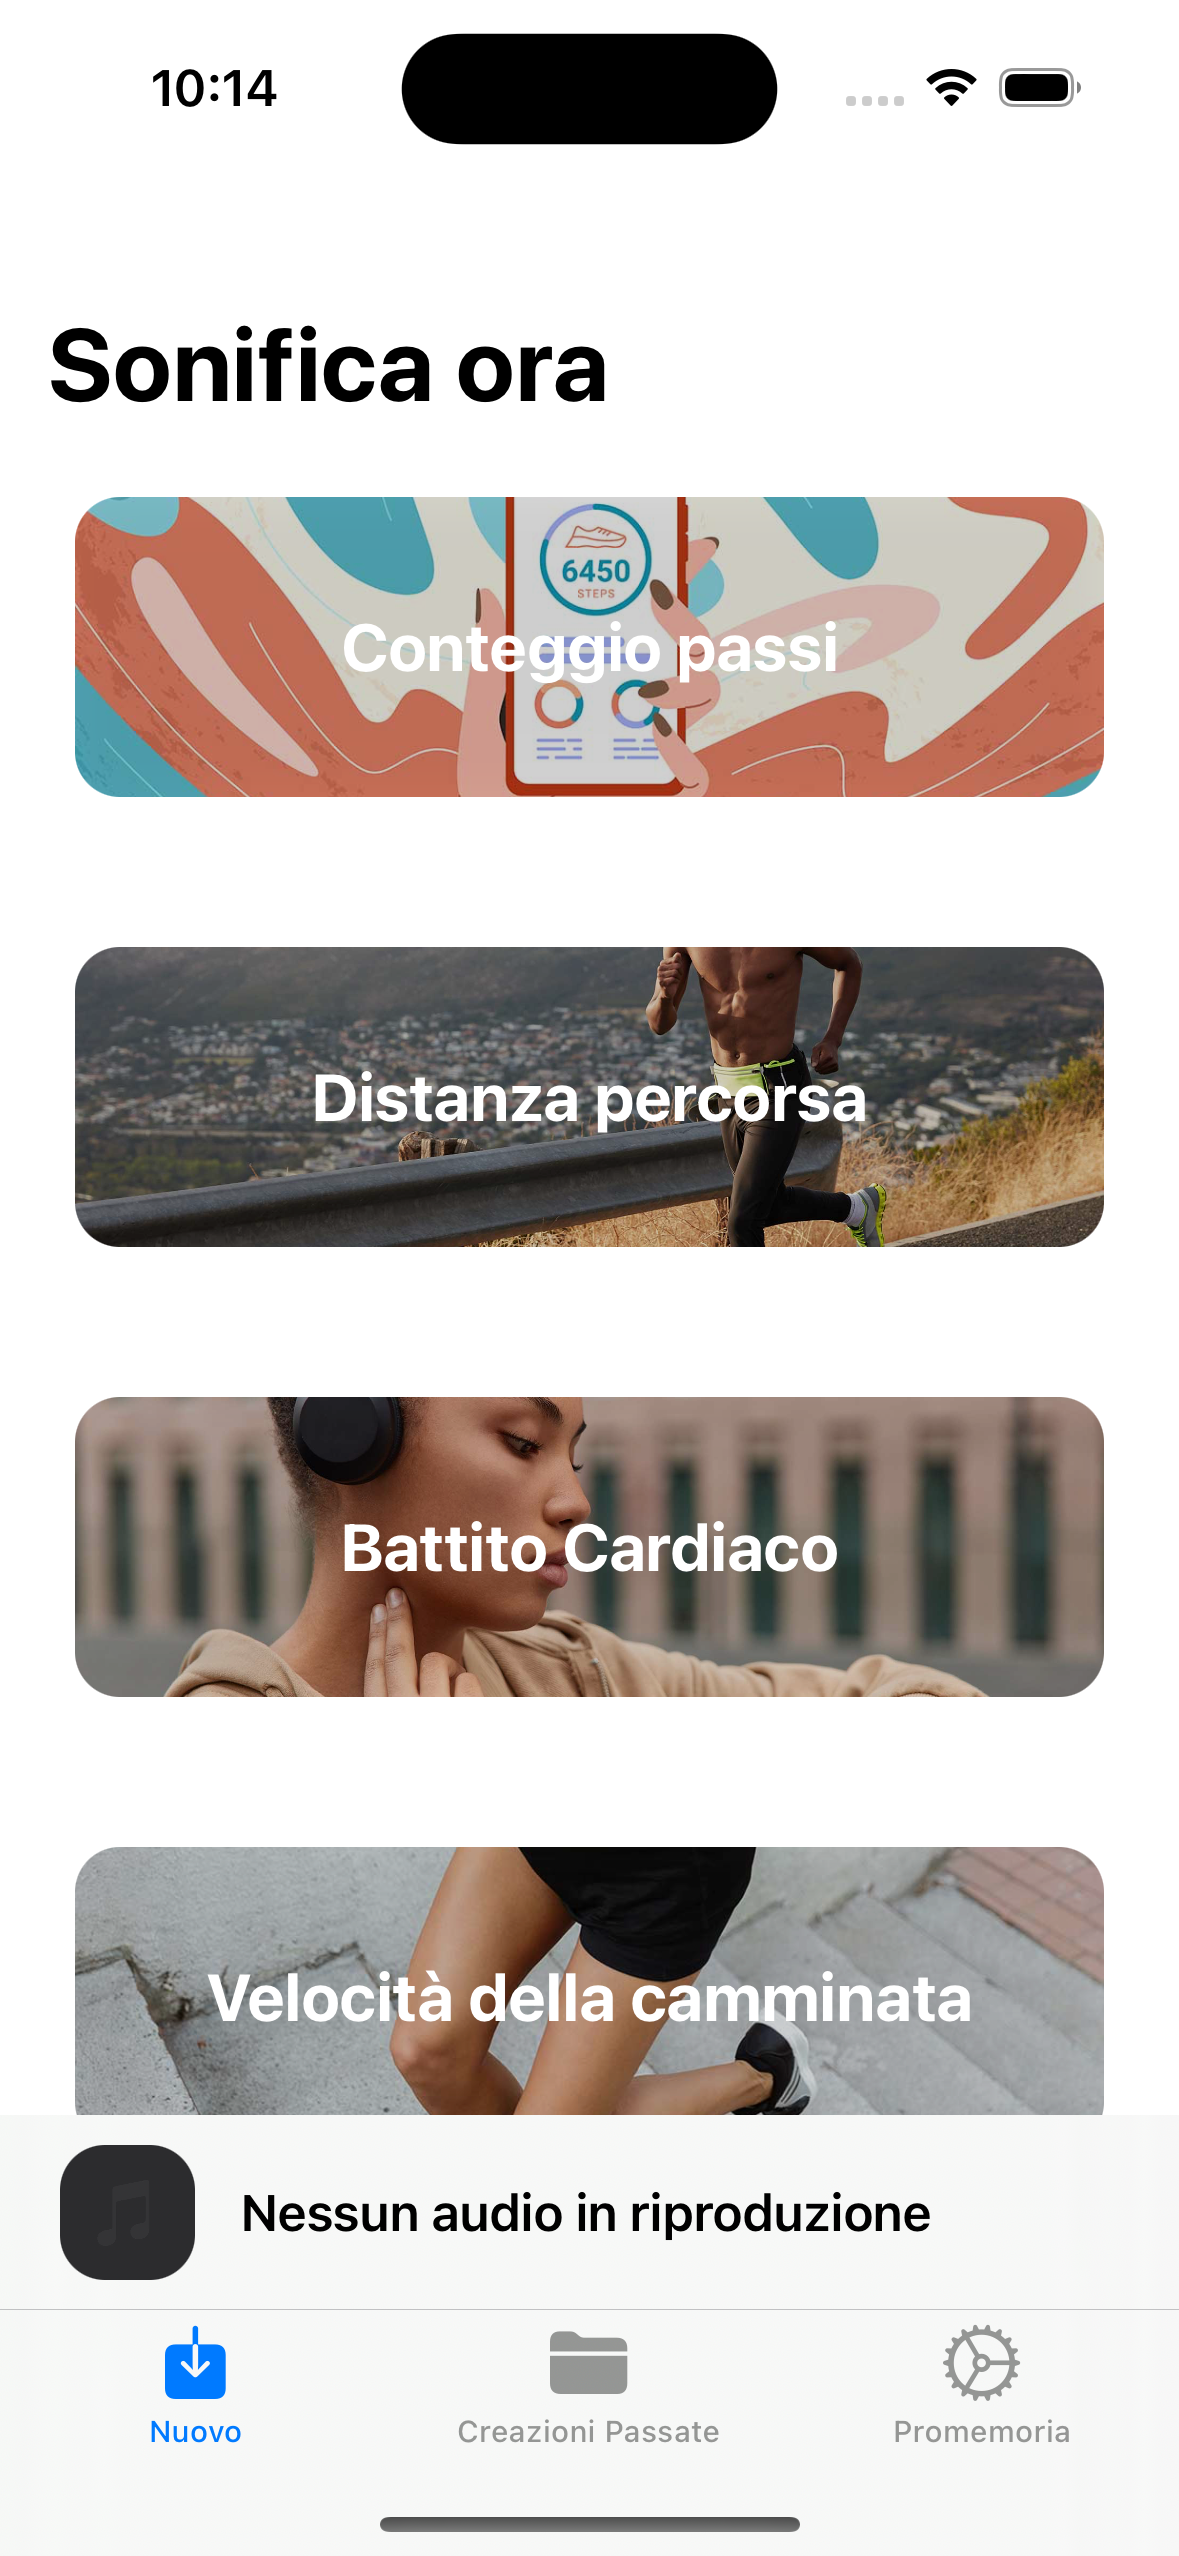 10:14
Sonifica ora
6450
STEPS
Conteggio passi
Distanza percorsa
Battito Cardiaco
Velocità della camminata
Nessun audio in riproduzione
Nuovo
Creazioni Passate
Promemoria